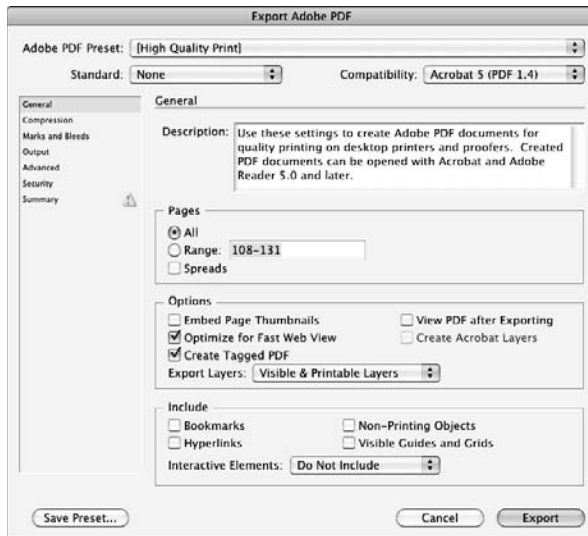 Export Adobe PDF
Adobe PDF Preset: [High Quality Print]
Standard: None Compatibility: Acrobat 5 (PDF 1.4)
General
Compression
Marks and Bleeds
Output
Advanced
Security
Summary
General
Description: Use these settings to create Adobe PDF documents for
quality printing on desktop printers and proofers. Created
PDF documents can be opened with Acrobat and Adobe
Reader 5.0 and later.
Pages
All
Range: 108-131
Spreads
Options
Embed Page Thumbnails View PDF after Exporting
Optimize for Fast Web View Create Acrobat Layers
Create Tagged PDF
Export Layers: Visible & Printable Layers
Include
Bookmarks Non-Printing Objects
Hyperlinks Visible Guides and Grids
Interactive Elements: Do Not Include
Save Preset... Cancel Export